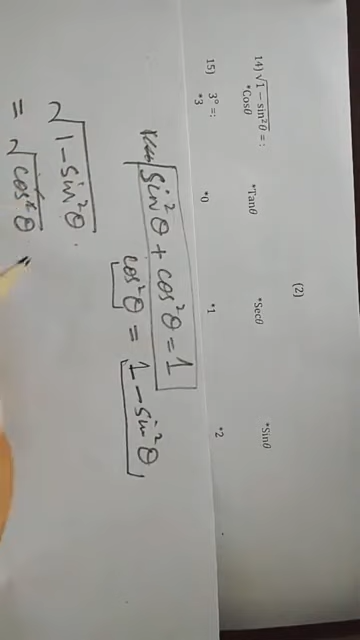 (2)
14) √1 − sin²θ =:
*Cosθ *Tanθ *Secθ *Sinθ
15) 3° =:
*3 *0 *1 *2
sin²θ + cos²θ = 1
cos²θ = 1 − sin²θ
√1 − sin²θ
= √cos²θ